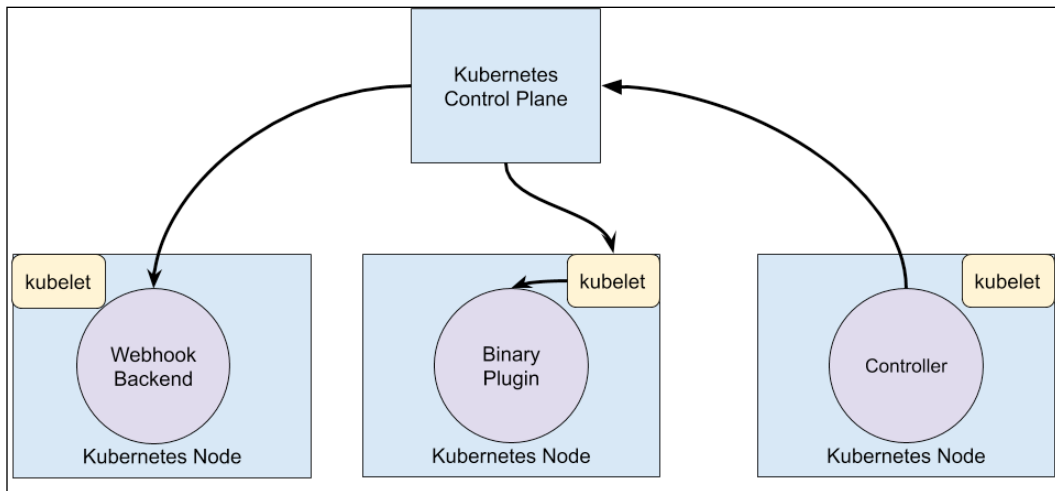 Kubernetes
Control Plane
kubelet
kubelet
kubelet
Webhook
Backend
Binary
Plugin
Controller
Kubernetes Node
Kubernetes Node
Kubernetes Node